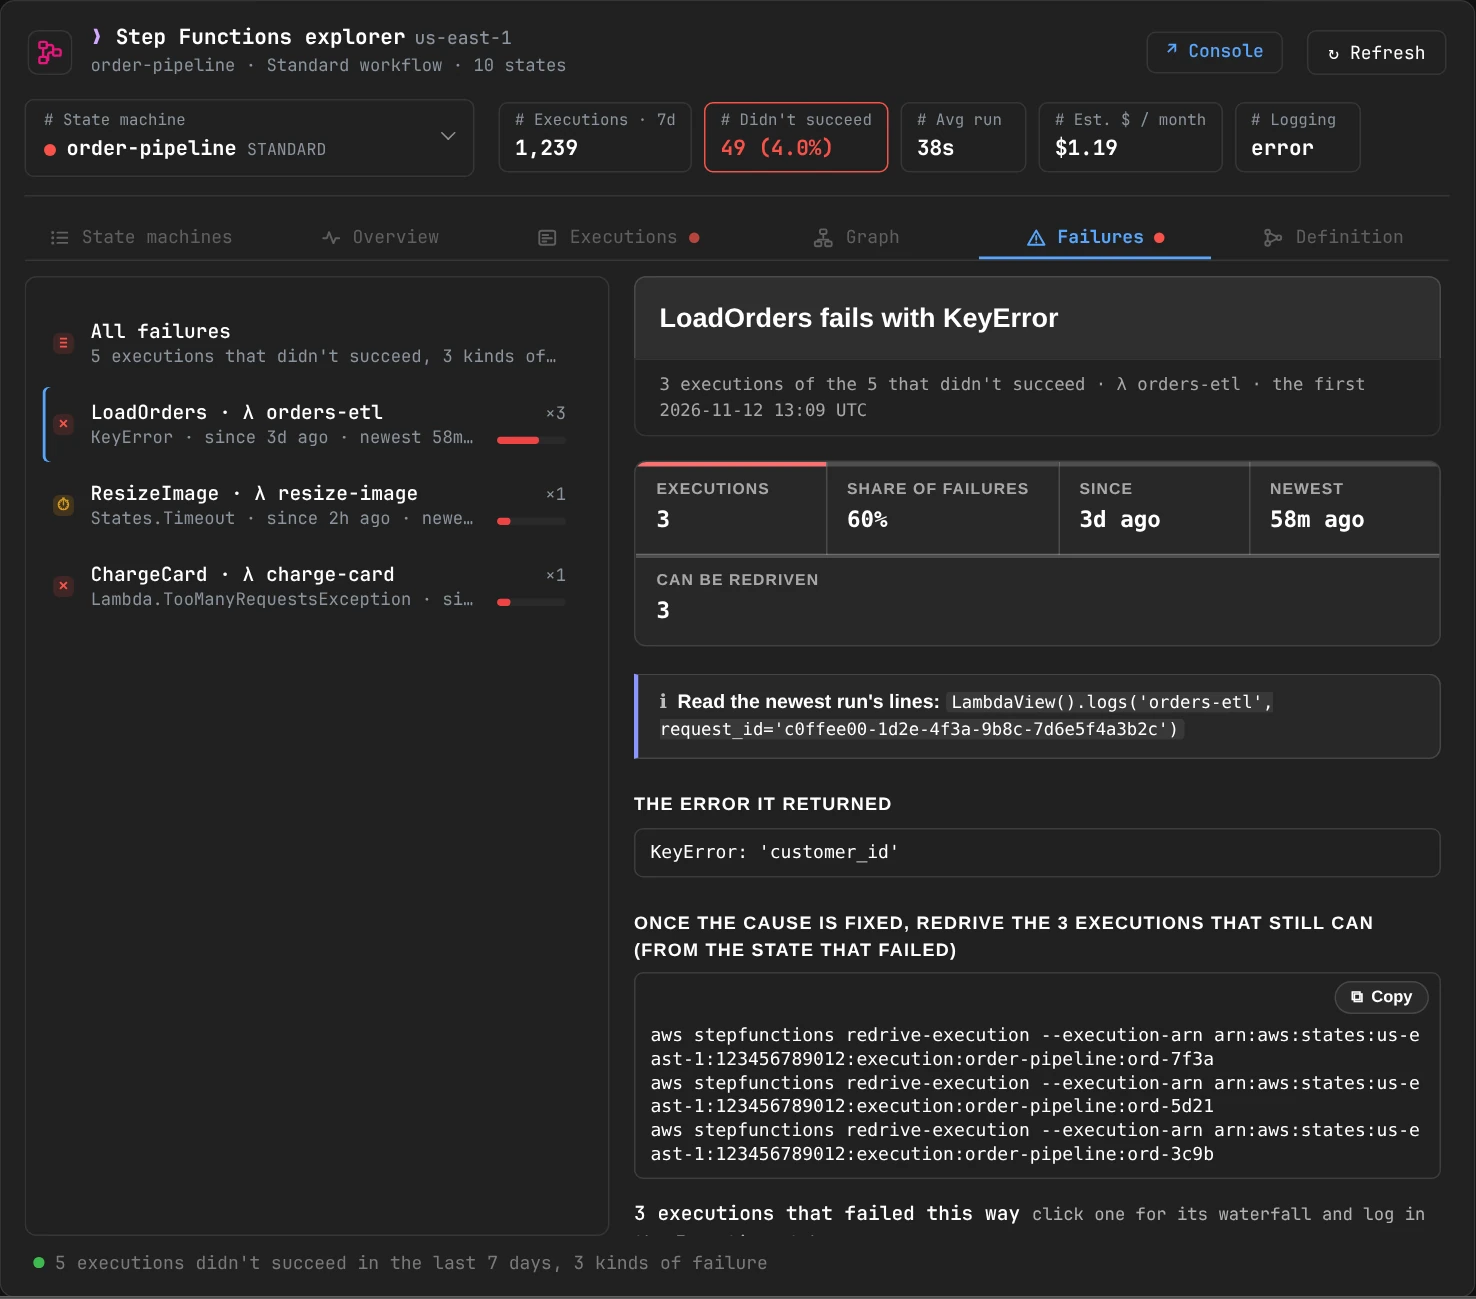 ❫ Step Functions explorer us-east-1
order-pipeline · Standard workflow · 10 states
↗ Console
↻ Refresh
# State machine
order-pipeline STANDARD
# Executions · 7d
1,239
# Didn't succeed
49 (4.0%)
# Avg run
38s
# Est. $ / month
$1.19
# Logging
error
State machines
Overview
Executions
Graph
Failures
Definition
All failures
5 executions that didn't succeed, 3 kinds of…
LoadOrders · λ orders-etl ×3
KeyError · since 3d ago · newest 58m…
ResizeImage · λ resize-image ×1
States.Timeout · since 2h ago · newe…
ChargeCard · λ charge-card ×1
Lambda.TooManyRequestsException · si…
LoadOrders fails with KeyError
3 executions of the 5 that didn't succeed · λ orders-etl · the first
2026-11-12 13:09 UTC
EXECUTIONS
3
SHARE OF FAILURES
60%
SINCE
3d ago
NEWEST
58m ago
CAN BE REDRIVEN
3
ℹ Read the newest run's lines: LambdaView().logs('orders-etl',
request_id='c0ffee00-1d2e-4f3a-9b8c-7d6e5f4a3b2c')
THE ERROR IT RETURNED
KeyError: 'customer_id'
ONCE THE CAUSE IS FIXED, REDRIVE THE 3 EXECUTIONS THAT STILL CAN
(FROM THE STATE THAT FAILED)
⧉ Copy
aws stepfunctions redrive-execution --execution-arn arn:aws:states:us-e
ast-1:123456789012:execution:order-pipeline:ord-7f3a
aws stepfunctions redrive-execution --execution-arn arn:aws:states:us-e
ast-1:123456789012:execution:order-pipeline:ord-5d21
aws stepfunctions redrive-execution --execution-arn arn:aws:states:us-e
ast-1:123456789012:execution:order-pipeline:ord-3c9b
3 executions that failed this way click one for its waterfall and log in
5 executions didn't succeed in the last 7 days, 3 kinds of failure